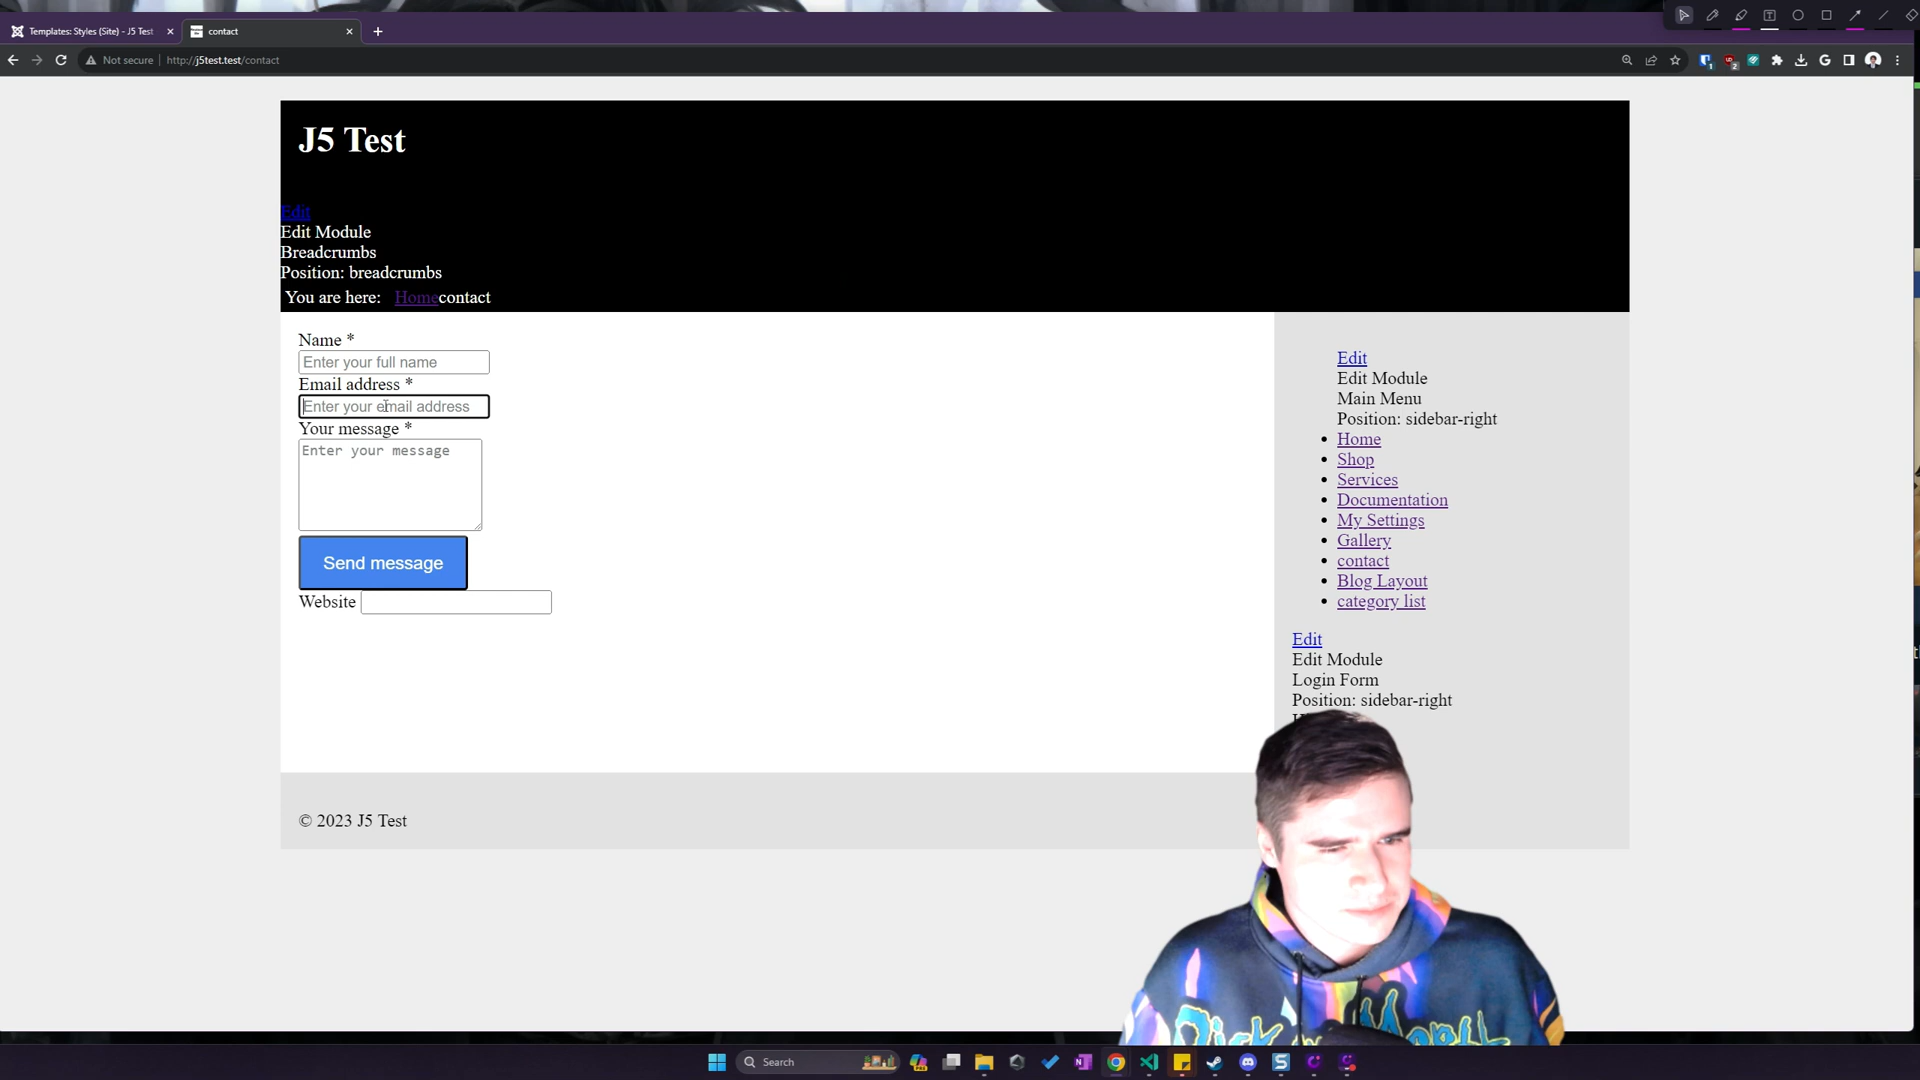 Templates: Styles (Site) - J5 Test
contact
Not secure
http://j5test.test/contact
J5 Test
Edit
Edit Module
Breadcrumbs
Position: breadcrumbs
You are here: Homecontact
Name *
Enter your full name
Email address *
Enter your email address
Your message *
Enter your message
Send message
Website
Edit
Edit Module
Main Menu
Position: sidebar-right
Home
Shop
Services
Documentation
My Settings
Gallery
contact
Blog Layout
category list
Edit
Edit Module
Login Form
Position: sidebar-right
© 2023 J5 Test
Search